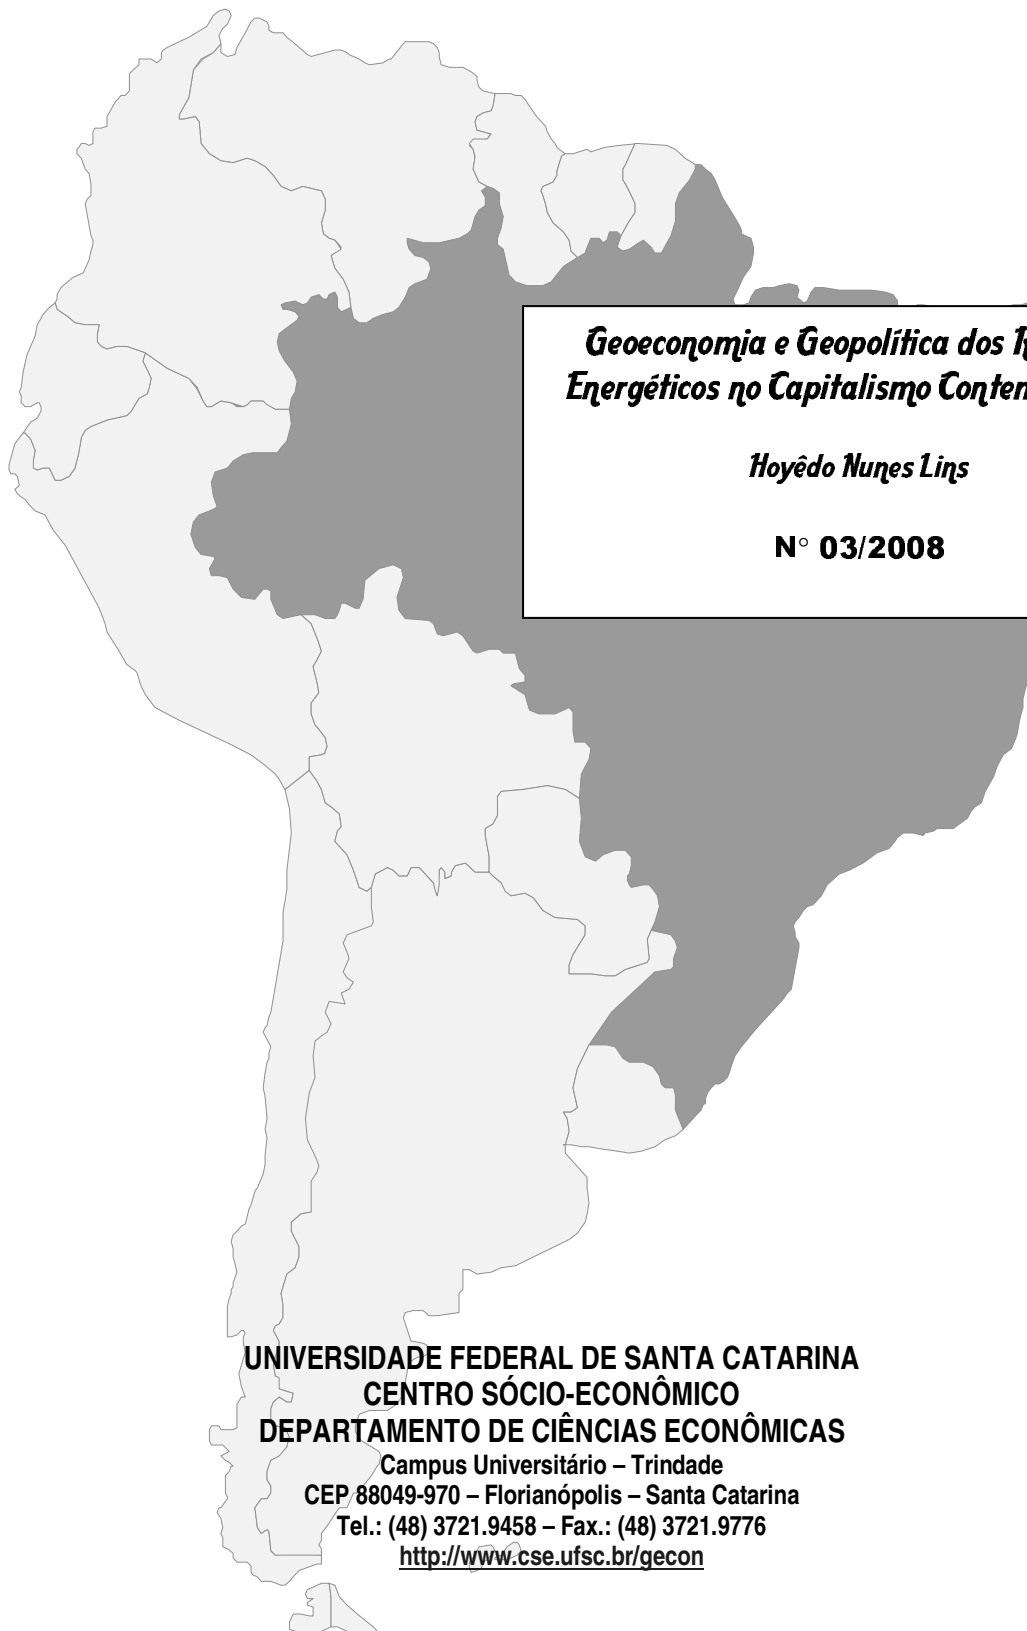 Geoeconomia e Geopolítica dos
Energéticos no Capitalismo
Hoyêdo Nunes Lins
N° 03/2008
UNIVERSIDADE FEDERAL DE SANTA CATARINA
CENTRO SÓCIO-ECONÔMICO
DEPARTAMENTO DE CIÊNCIAS ECONÔMICAS
Campus Universitário – Trindade
CEP 88049-970 – Florianópolis – Santa Catarina
Tel.: (48) 3721.9458 – Fax.: (48) 3721.9776
http://www.cse.ufsc.br/gecon